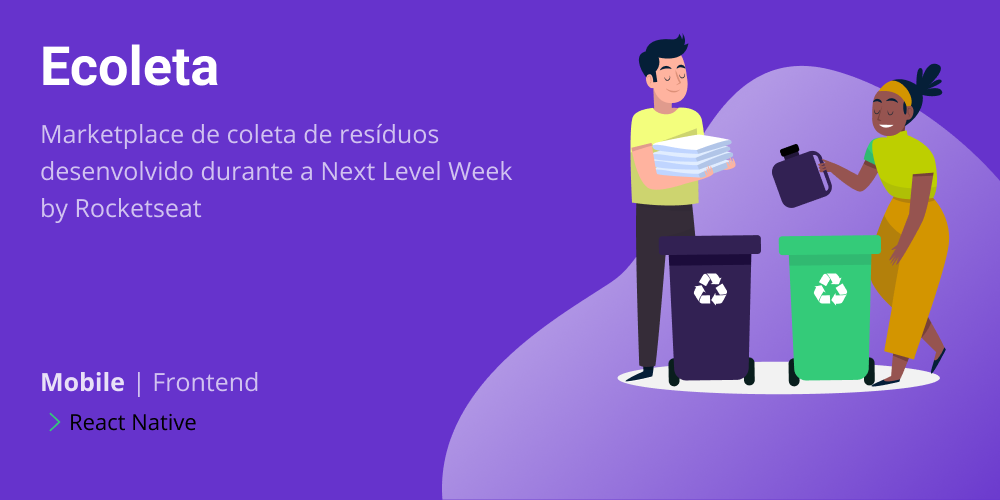 Ecoleta
Marketplace de coleta de resíduos
desenvolvido durante a Next Level Week
by Rocketseat
Mobile | Frontend
React Native